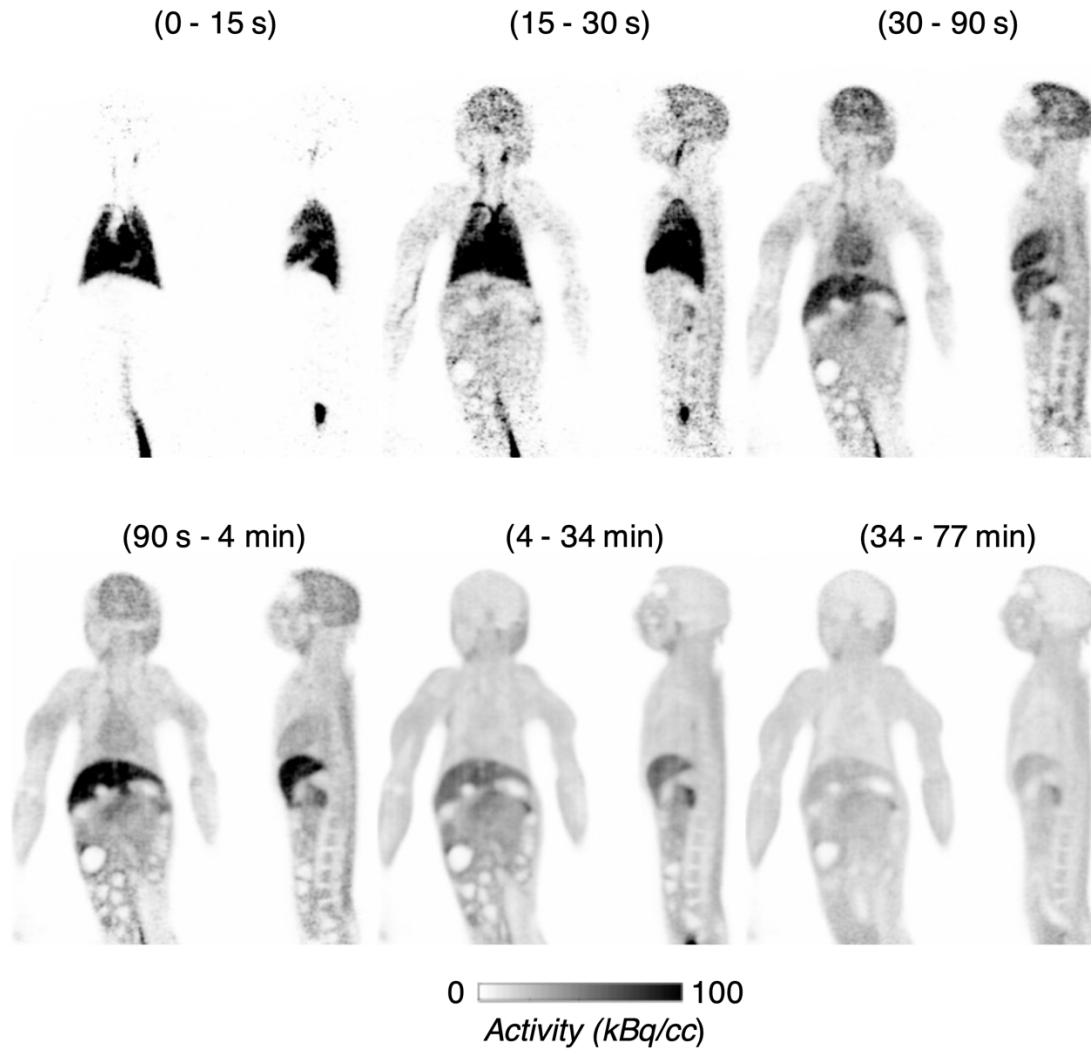 (0 - 15 s)
(15 - 30 s)
(30 - 90 s)
(90 s - 4 min)
(4 - 34 min)
(34 - 77 min)
0
100
Activity (kBq/cc)